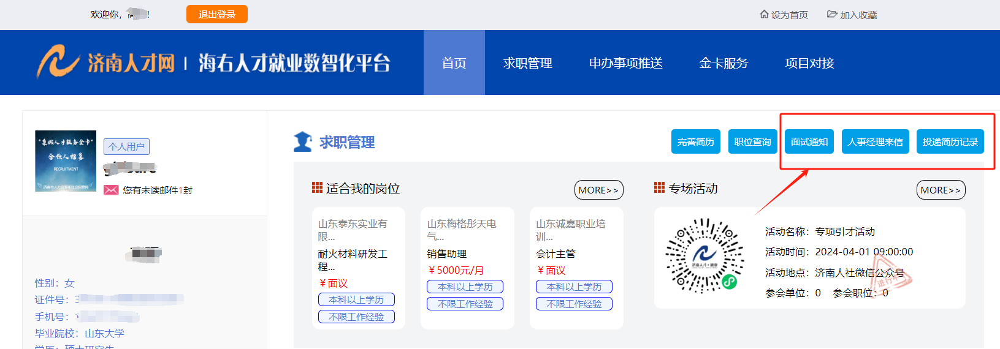 欢迎你，
退出登录
设为首页
加入收藏
济南人才网 | 海右人才就业数智化平台
首页
求职管理
申办事项推送
金卡服务
项目对接
合伙人招募
RECRUITMENT
个人用户
您有未读邮件1封
性别：女
证件号：3
手机号：
毕业院校：山东大学
学历：硕士研究生
求职管理
完善简历
职位查询
面试通知
人事经理来信
投递简历记录
适合我的岗位
MORE>>
山东泰东实业有
限...
耐火材料研发工
程...
￥面议
本科以上学历
不限工作经验
山东梅格彤天电
气...
销售助理
￥5000元/月
本科以上学历
不限工作经验
山东诚嘉职业培
训...
会计主管
￥面议
本科以上学历
不限工作经验
专场活动
MORE>>
济南人才·就业
活动名称：专项引才活动
活动时间：2024-04-01 09:00:00
活动地点：济南人社微信公众号
参会单位：0 参会职位：0
进行中